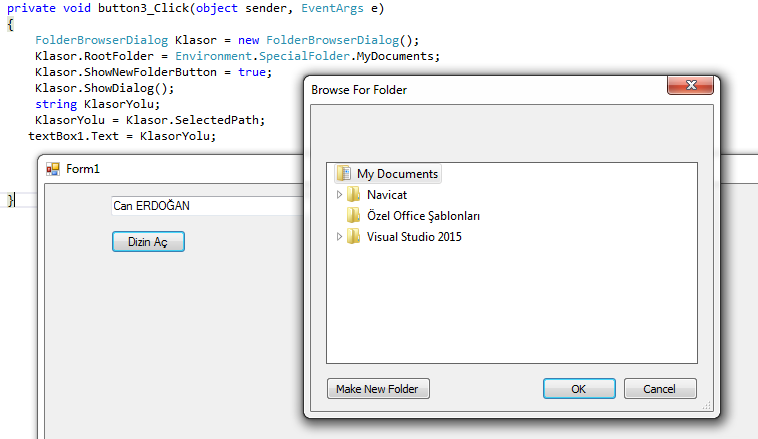 private void button3_Click(object sender, EventArgs e)
{
FolderBrowserDialog Klasor = new FolderBrowserDialog();
Klasor.RootFolder = Environment.SpecialFolder.MyDocuments;
Klasor.ShowNewFolderButton = true;
Klasor.ShowDialog();
string KlasorYolu;
KlasorYolu = Klasor.SelectedPath;
textBox1.Text = KlasorYolu;
}
Form1
Can ERDOĞAN
Dizin Aç
Browse For Folder
My Documents
Navicat
Özel Office Şablonları
Visual Studio 2015
Make New Folder
OK
Cancel